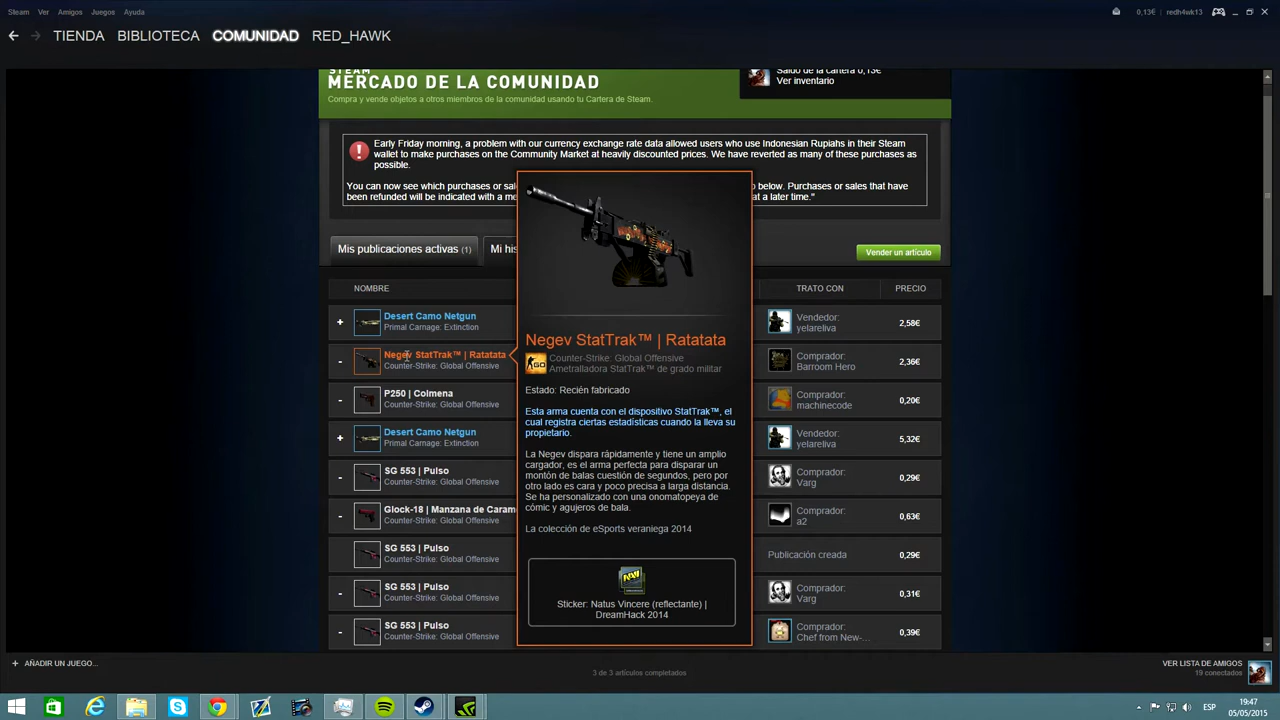 Steam Ver Amigos Juegos Ayuda
0,13€ redh4wk13
TIENDA BIBLIOTECA COMUNIDAD RED_HAWK
STEAM
MERCADO DE LA COMUNIDAD
Compra y vende objetos a otros miembros de la comunidad usando tu Cartera de Steam.
Saldo de la cartera 0,13€
Ver inventario
Early Friday morning, a problem with our currency exchange rate data allowed users who use Indonesian Rupiahs in their Steam
wallet to make purchases on the Community Market at heavily discounted prices. We have reverted as many of these purchases as
possible.
You can now see which purchases or sal
below. Purchases or sales that have
been refunded will be indicated with a me
at a later time."
Mis publicaciones activas (1)
Mi his
Vender un artículo
NOMBRE TRATO CON PRECIO
+ Desert Camo Netgun
Primal Carnage: Extinction
Vendedor:
yelareliva
2,58€
- Negev StatTrak™ | Ratatata
Counter-Strike: Global Offensive
Comprador:
Barroom Hero
2,36€
- P250 | Colmena
Counter-Strike: Global Offensive
Comprador:
machinecode
0,20€
+ Desert Camo Netgun
Primal Carnage: Extinction
Vendedor:
yelareliva
5,32€
- SG 553 | Pulso
Counter-Strike: Global Offensive
Comprador:
Varg
0,29€
- Glock-18 | Manzana de Caram
Counter-Strike: Global Offensive
Comprador:
a2
0,63€
SG 553 | Pulso
Counter-Strike: Global Offensive
Publicación creada
0,29€
- SG 553 | Pulso
Counter-Strike: Global Offensive
Comprador:
Varg
0,31€
- SG 553 | Pulso
Counter-Strike: Global Offensive
Comprador:
Chef from New-...
0,39€
Negev StatTrak™ | Ratatata
GO
Counter-Strike: Global Offensive
Ametralladora StatTrak™ de grado militar
Estado: Recién fabricado
Esta arma cuenta con el dispositivo StatTrak™, el
cual registra ciertas estadísticas cuando la lleva su
propietario.
La Negev dispara rápidamente y tiene un amplio
cargador, es el arma perfecta para disparar un
montón de balas cuestión de segundos, pero por
otro lado es cara y poco precisa a larga distancia.
Se ha personalizado con una onomatopeya de
cómic y agujeros de bala.
La colección de eSports veraniega 2014
Sticker: Natus Vincere (reflectante) |
DreamHack 2014
+ AÑADIR UN JUEGO...
3 de 3 artículos completados
VER LISTA DE AMIGOS
19 conectados
ESP
19:47
05/05/2015